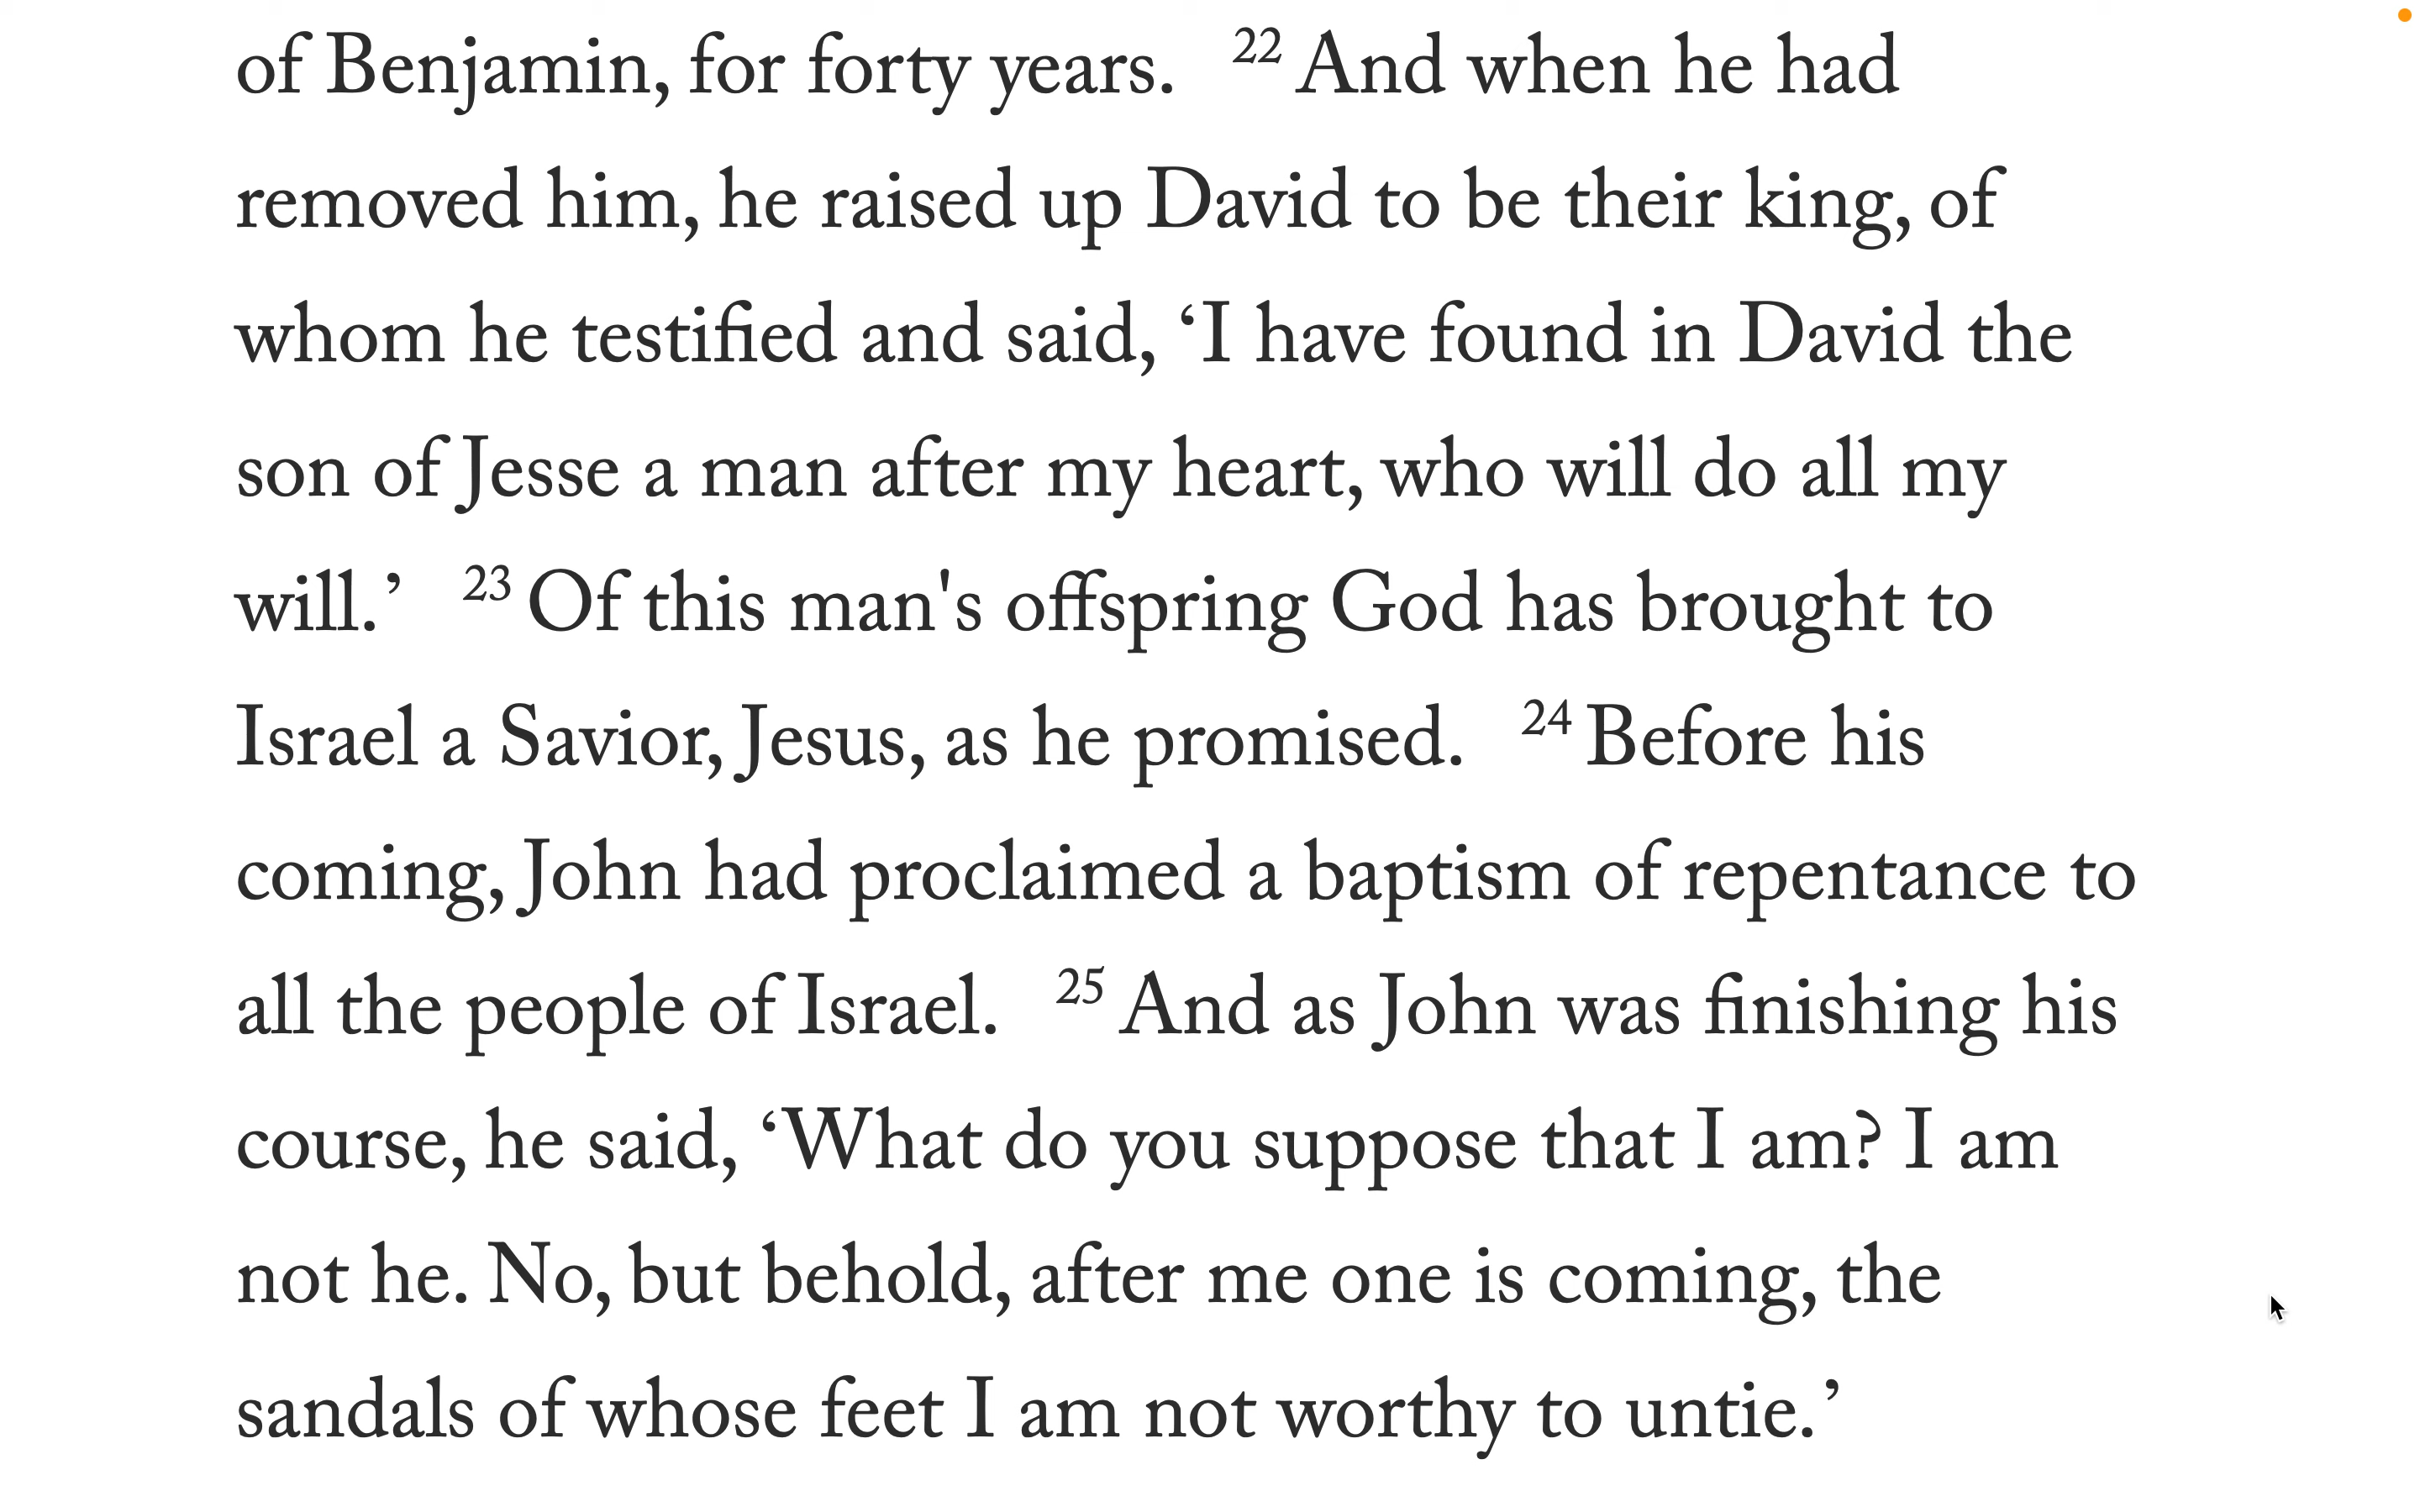 of Benjamin, for forty years. 22 And when he had
removed him, he raised up David to be their king, of
whom he testified and said, ‘I have found in David the
son of Jesse a man after my heart, who will do all my
will.’ 23 Of this man's offspring God has brought to
Israel a Savior, Jesus, as he promised. 24 Before his
coming, John had proclaimed a baptism of repentance to
all the people of Israel. 25 And as John was finishing his
course, he said, ‘What do you suppose that I am? I am
not he. No, but behold, after me one is coming, the
sandals of whose feet I am not worthy to untie.’